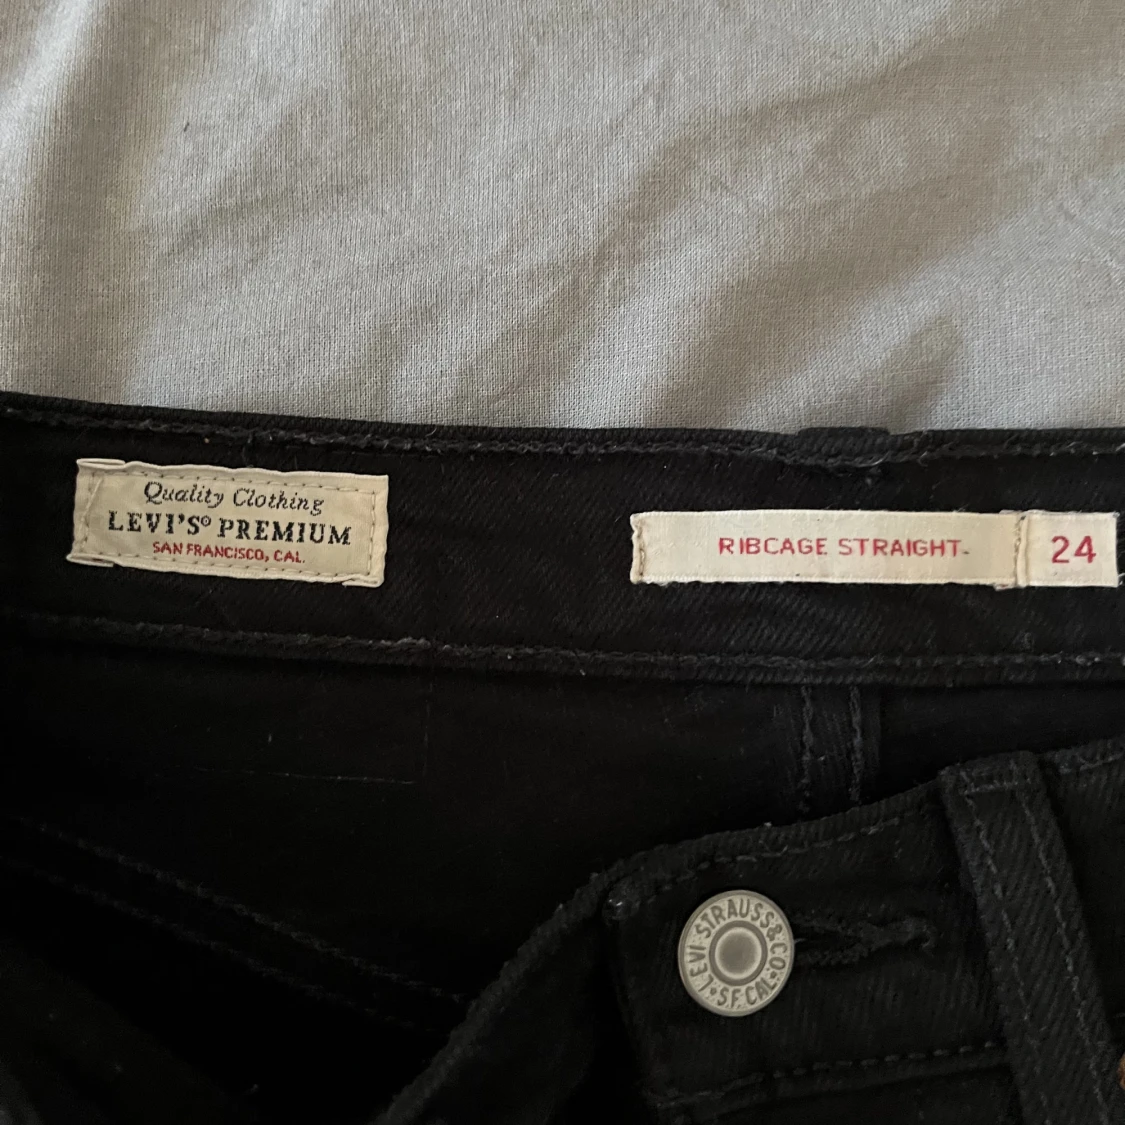 Quality Clothing
LEVI'S® PREMIUM
SAN FRANCISCO, CAL.
RIBCAGE STRAIGHT-
24
LEVI STRAUSS & CO.
S.F. CAL.